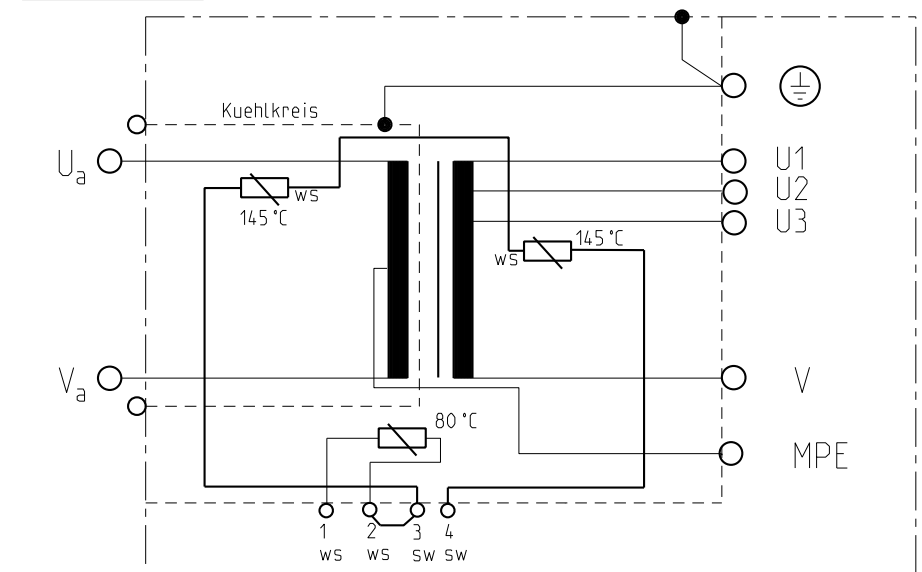 Kuehlkreis
Ua
U1
ws
U2
145°C
U3
145°C
ws
Va
V
80°C
MPE
1 2 3 4
ws ws sw sw